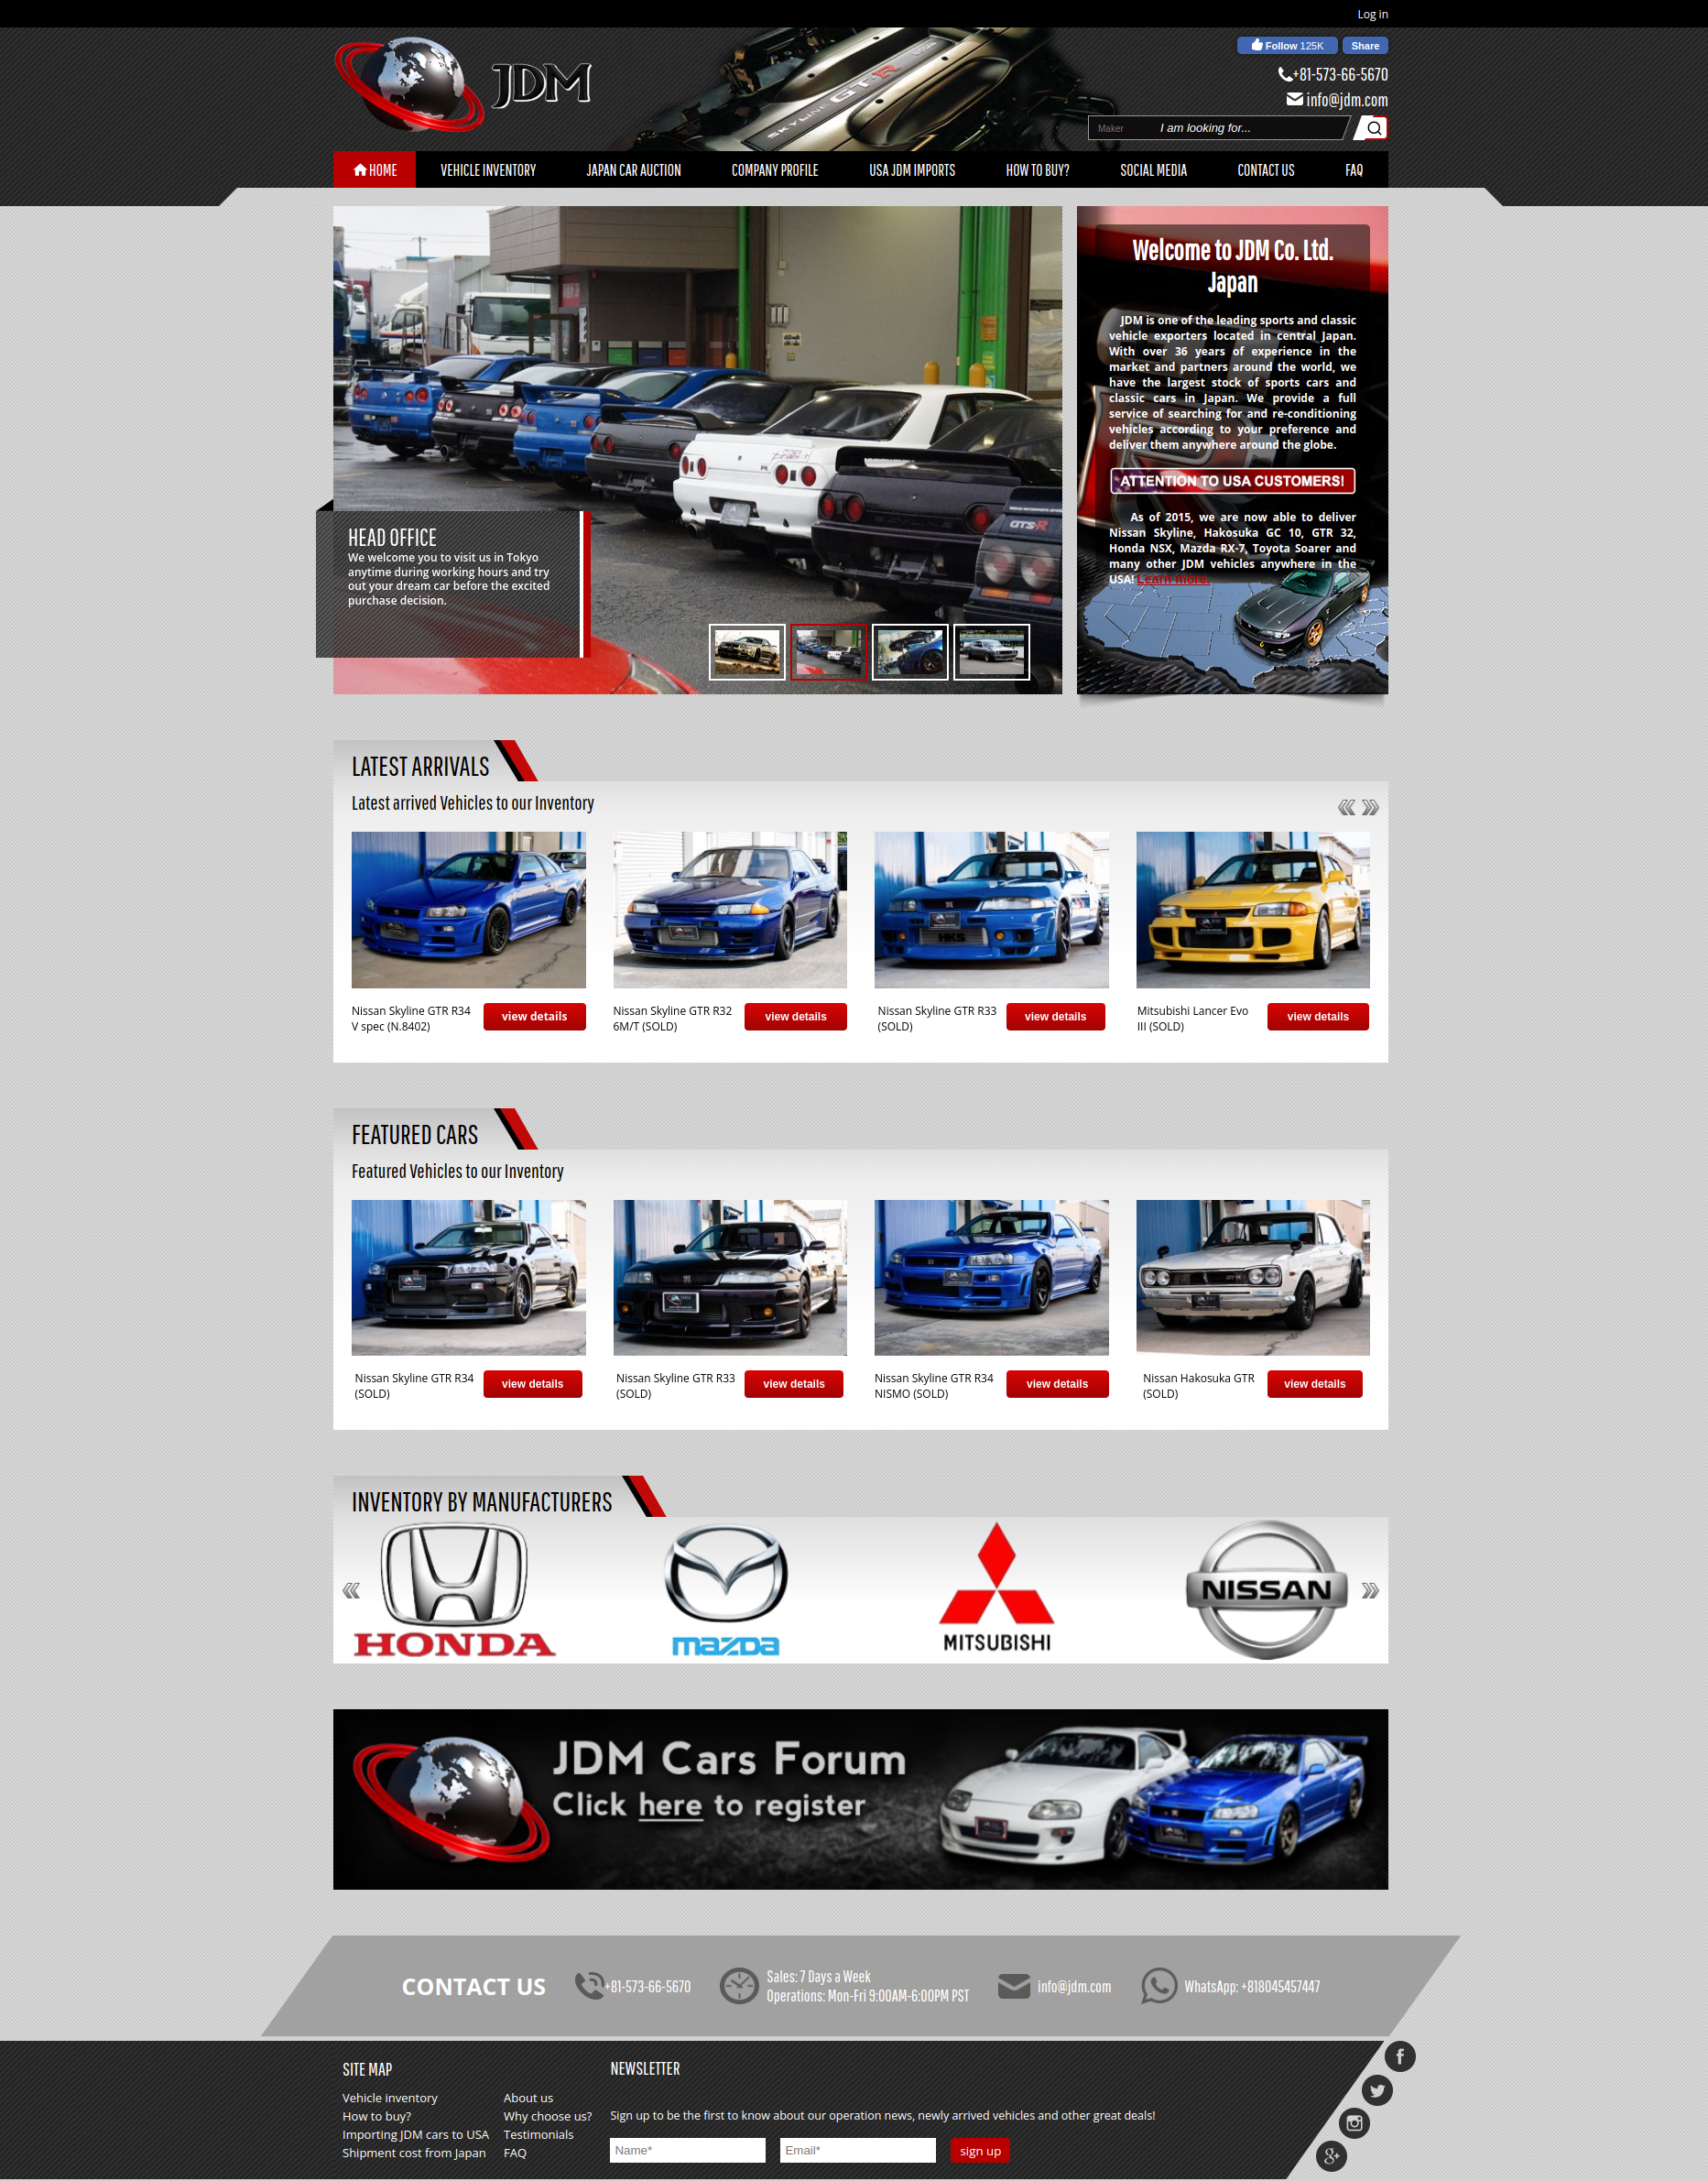 Log in
Follow 125K Share
+81-573-66-5670
info@jdm.com
JDM
SKYLINE GT-R
Maker I am looking for...
HOME VEHICLE INVENTORY JAPAN CAR AUCTION COMPANY PROFILE USA JDM IMPORTS HOW TO BUY? SOCIAL MEDIA CONTACT US FAQ
GTS-R
HEAD OFFICE
We welcome you to visit us in Tokyo
anytime during working hours and try
out your dream car before the excited
purchase decision.
Welcome to JDM Co. Ltd.
Japan
JDM is one of the leading sports and classic
vehicle exporters located in central Japan.
With over 36 years of experience in the
market and partners around the world, we
have the largest stock of sports cars and
classic cars in Japan. We provide a full
service of searching for and re-conditioning
vehicles according to your preference and
deliver them anywhere around the globe.
ATTENTION TO USA CUSTOMERS!
As of 2015, we are now able to deliver
Nissan Skyline, Hakosuka GC 10, GTR 32,
Honda NSX, Mazda RX-7, Toyota Soarer and
many other JDM vehicles anywhere in the
USA! Learn more.
LATEST ARRIVALS
Latest arrived Vehicles to our Inventory
HKS
Nissan Skyline GTR R34
V spec (N.8402)
view details
Nissan Skyline GTR R32
6M/T (SOLD)
view details
Nissan Skyline GTR R33
(SOLD)
view details
Mitsubishi Lancer Evo
III (SOLD)
view details
FEATURED CARS
Featured Vehicles to our Inventory
Nissan Skyline GTR R34
(SOLD)
view details
Nissan Skyline GTR R33
(SOLD)
view details
Nissan Skyline GTR R34
NISMO (SOLD)
view details
Nissan Hakosuka GTR
(SOLD)
view details
INVENTORY BY MANUFACTURERS
HONDA
mazda
MITSUBISHI
NISSAN
JDM Cars Forum
Click here to register
CONTACT US
+81-573-66-5670
Sales: 7 Days a Week
Operations: Mon-Fri 9:00AM-6:00PM PST
info@jdm.com
WhatsApp: +818045457447
SITE MAP
Vehicle inventory
How to buy?
Importing JDM cars to USA
Shipment cost from Japan
About us
Why choose us?
Testimonials
FAQ
NEWSLETTER
Sign up to be the first to know about our operation news, newly arrived vehicles and other great deals!
Name* Email* sign up